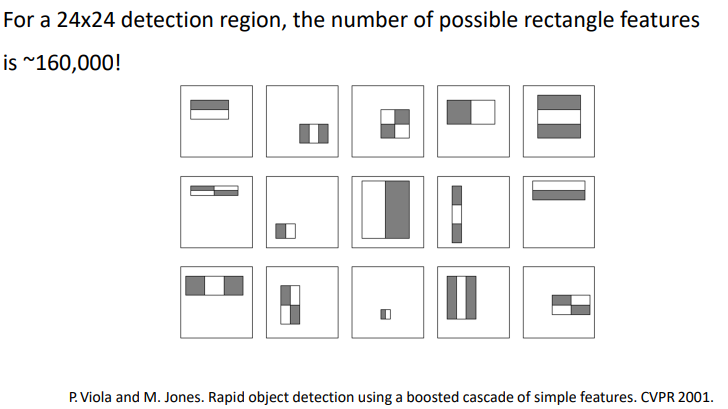 For a 24x24 detection region, the number of possible rectangle features
is ~160,000!
P. Viola and M. Jones. Rapid object detection using a boosted cascade of simple features. CVPR 2001.